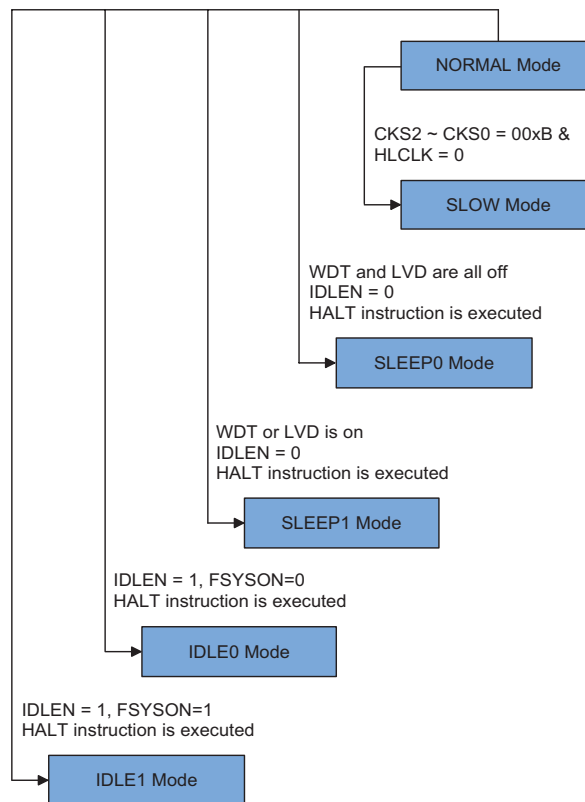 NORMAL Mode
CKS2 ~ CKS0 = 00xB &
HLCLK = 0
SLOW Mode
WDT and LVD are all off
IDLEN = 0
HALT instruction is executed
SLEEP0 Mode
WDT or LVD is on
IDLEN = 0
HALT instruction is executed
SLEEP1 Mode
IDLEN = 1, FSYSON=0
HALT instruction is executed
IDLE0 Mode
IDLEN = 1, FSYSON=1
HALT instruction is executed
IDLE1 Mode